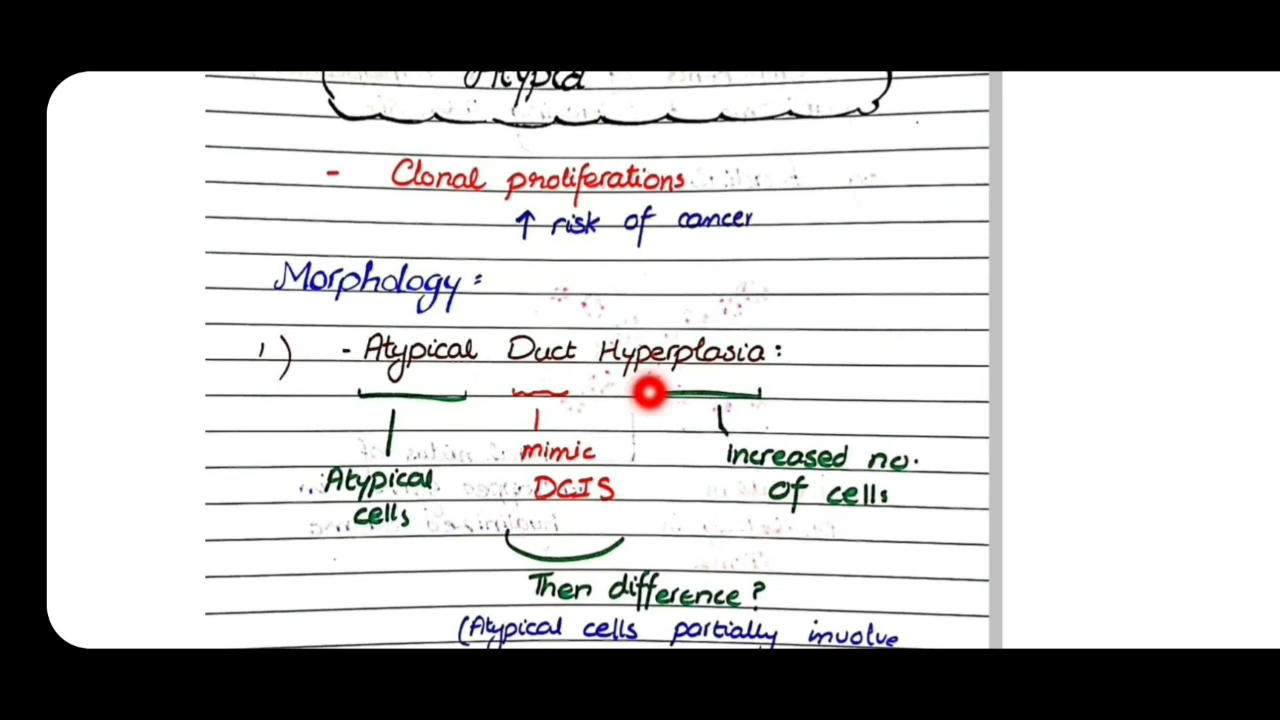 Atypia
- Clonal proliferations
↑ risk of cancer
Morphology :
1) - Atypical Duct Hyperplasia :
Atypical cells
mimic DCIS
Increased no. of cells
Then difference ?
(Atypical cells partially involve